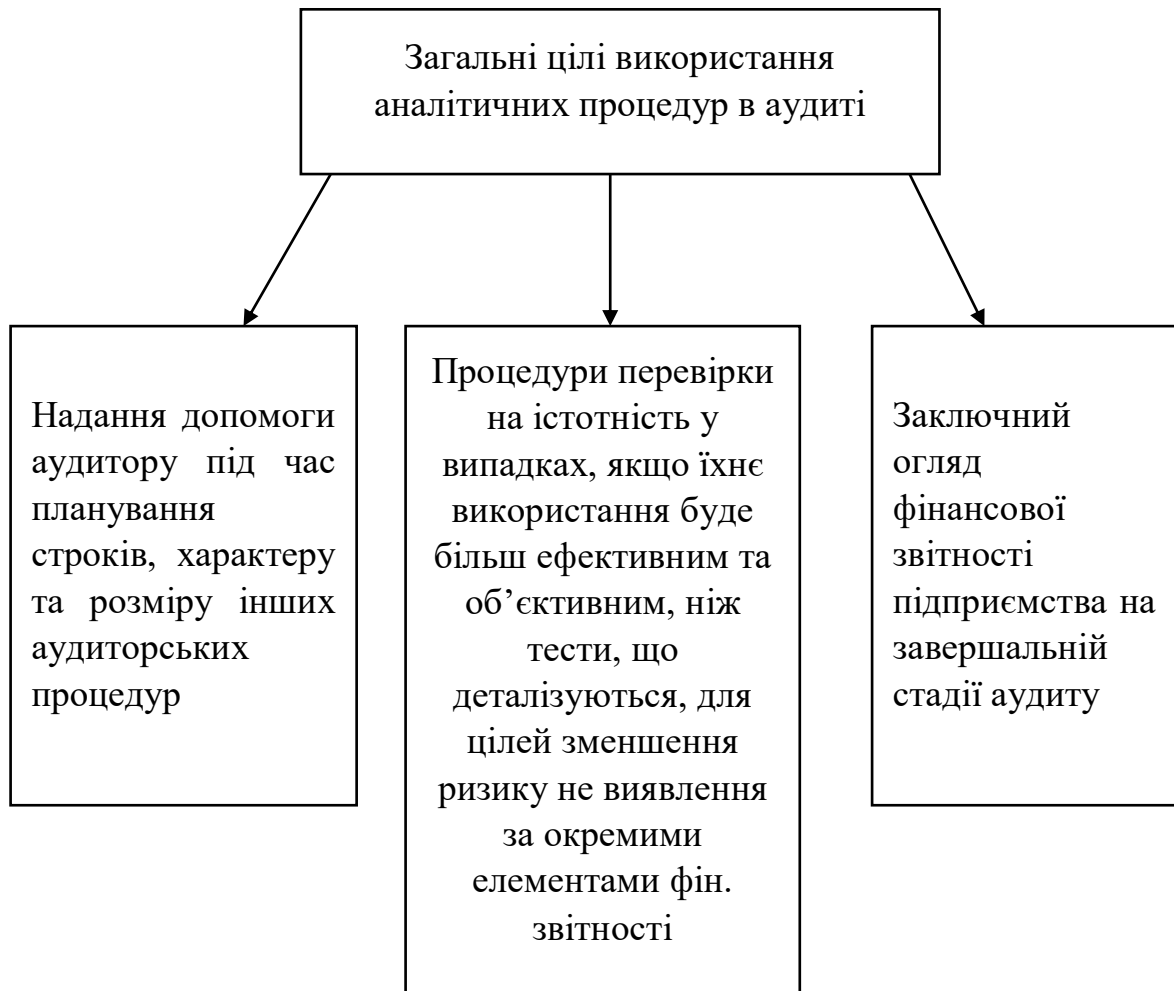 Загальні цілі використання
аналітичних процедур в аудиті
Надання допомоги
аудитору під час
планування
строків, характеру
та розміру інших
аудиторських
процедур
Процедури перевірки
на істотність у
випадках, якщо їхнє
використання буде
більш ефективним та
об’єктивним, ніж
тести, що
деталізуються, для
цілей зменшення
ризику не виявлення
за окремими
елементами фін.
звітності
Заключний
огляд
фінансової
звітності
підприємства на
завершальній
стадії аудиту